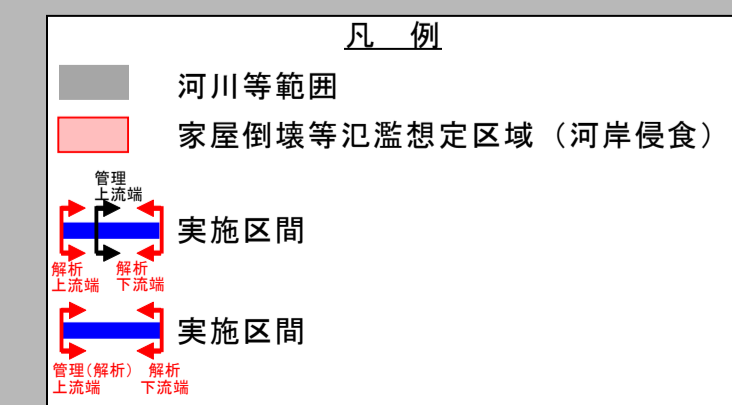 凡　例
河川等範囲
家屋倒壊等氾濫想定区域（河岸侵食）
管理
上流端
実施区間
解析 解析
上流端 下流端
実施区間
管理(解析) 解析
上流端 下流端